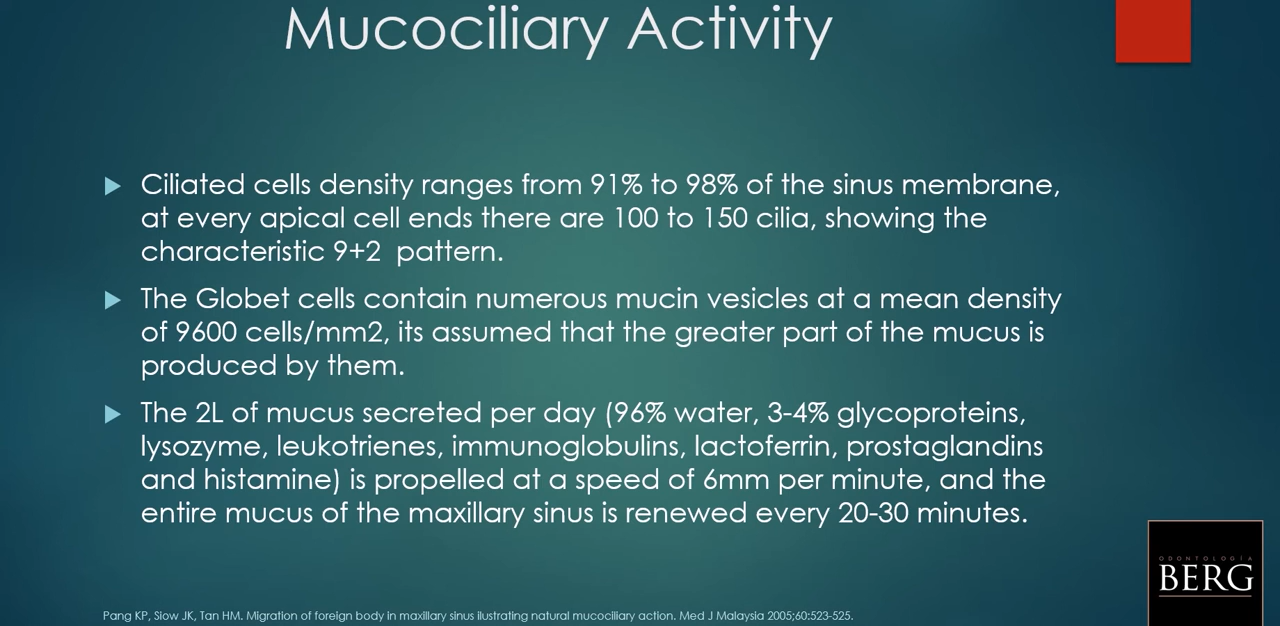 Mucociliary Activity
Ciliated cells density ranges from 91% to 98% of the sinus membrane,
at every apical cell ends there are 100 to 150 cilia, showing the
characteristic 9+2 pattern.
The Globet cells contain numerous mucin vesicles at a mean density
of 9600 cells/mm2, its assumed that the greater part of the mucus is
produced by them.
The 2L of mucus secreted per day (96% water, 3-4% glycoproteins,
lysozyme, leukotrienes, immunoglobulins, lactoferrin, prostaglandins
and histamine) is propelled at a speed of 6mm per minute, and the
entire mucus of the maxillary sinus is renewed every 20-30 minutes.
ODONTOLOGIA
BERG
Pang KP, Siow JK, Tan HM. Migration of foreign body in maxillary sinus ilustrating natural mucociliary action. Med J Malaysia 2005;60:523-525.